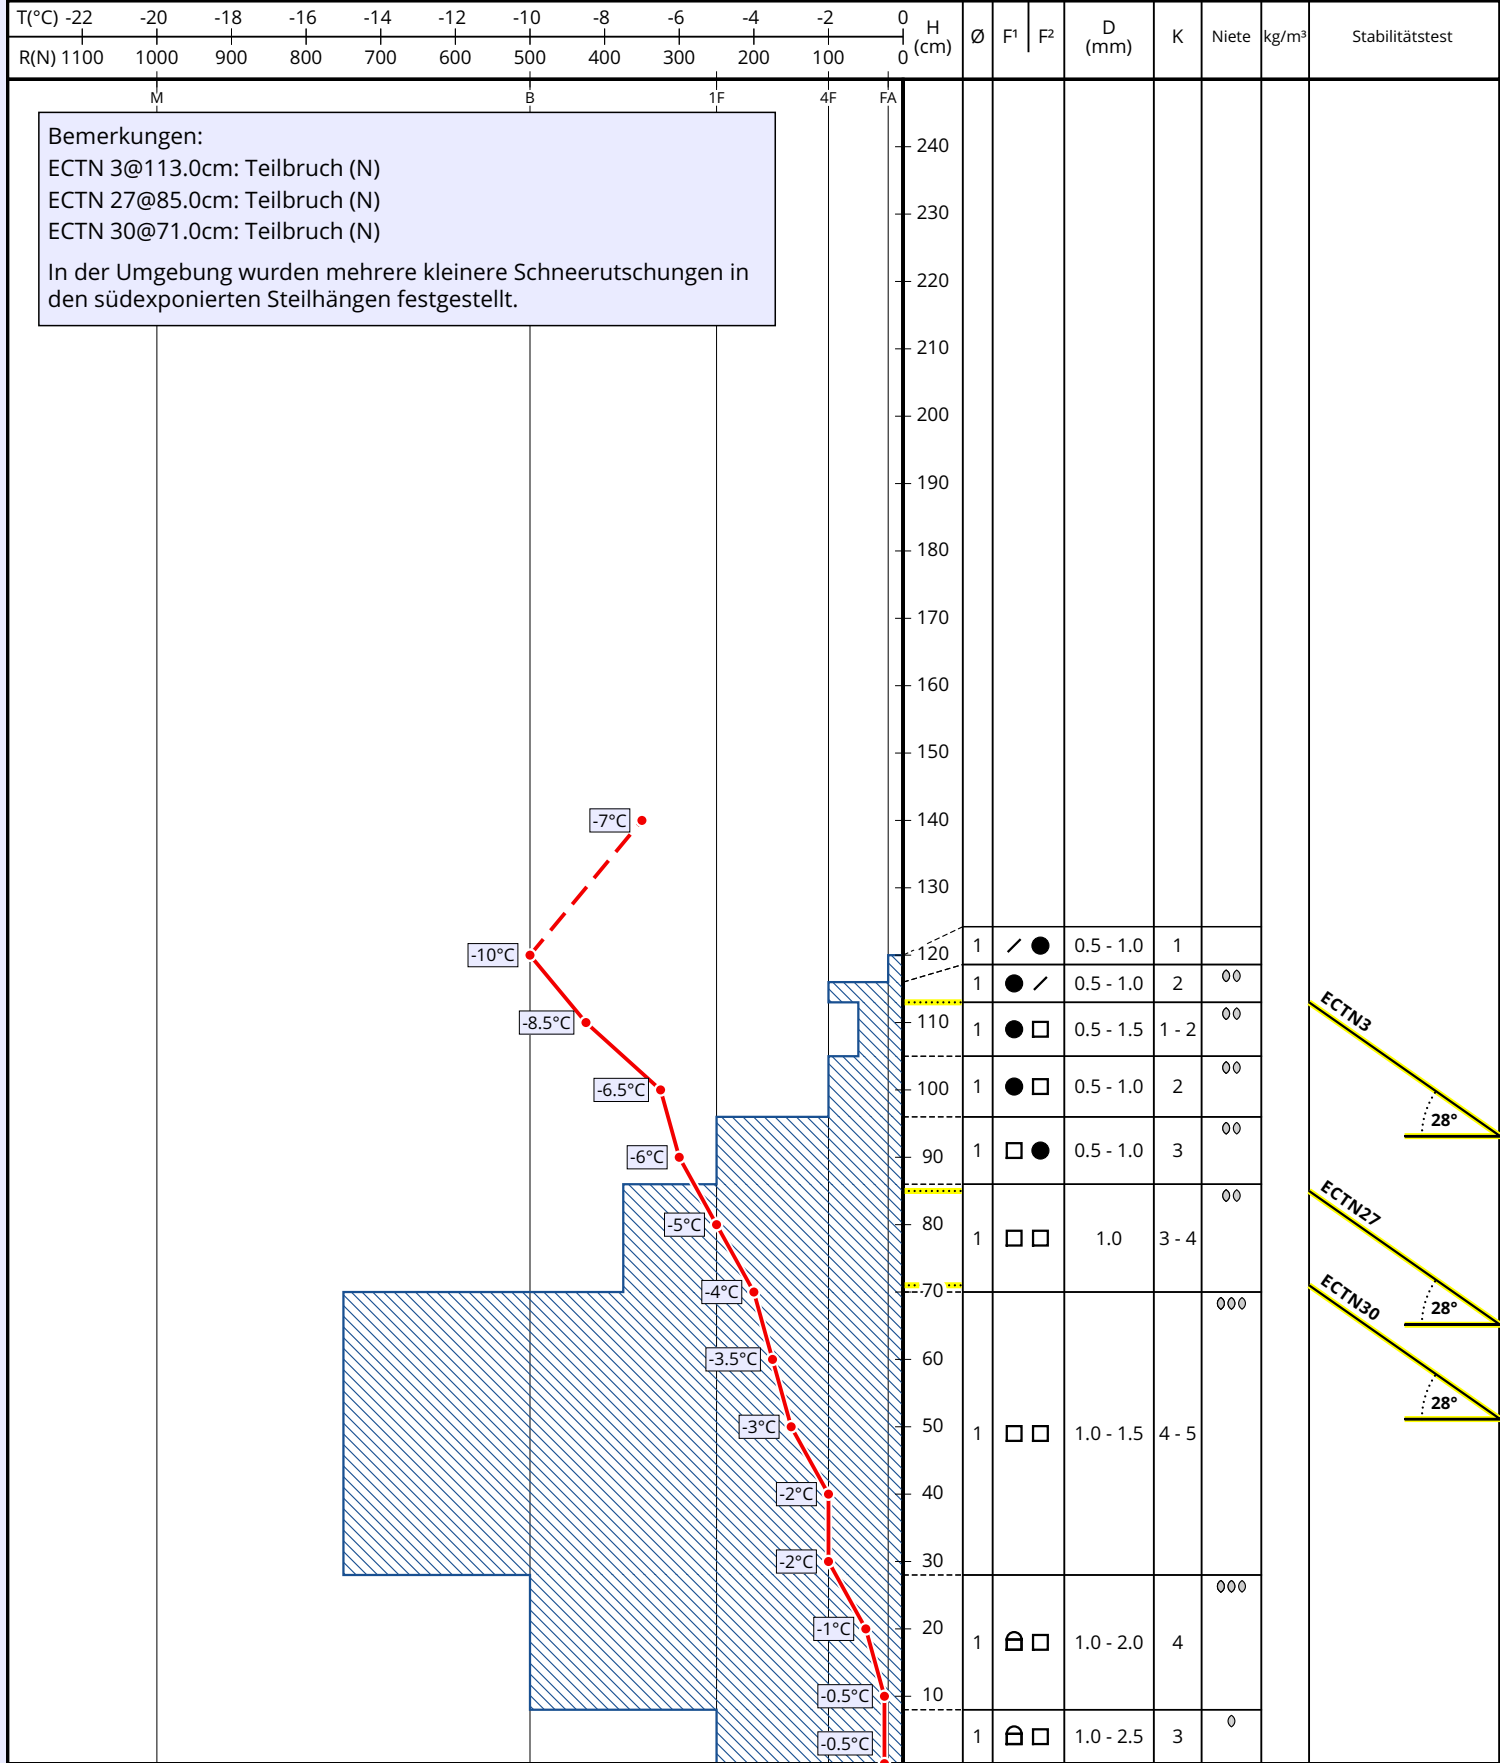 T(°C) -22 -20 -18 -16 -14 -12 -10 -8 -6 -4 -2 0
R(N) 1100 1000 900 800 700 600 500 400 300 200 100 0
H (cm) Ø F¹ F² D (mm) K Niete kg/m³ Stabilitätstest
M B 1F 4F FA
Bemerkungen:
ECTN 3@113.0cm: Teilbruch (N)
ECTN 27@85.0cm: Teilbruch (N)
ECTN 30@71.0cm: Teilbruch (N)
In der Umgebung wurden mehrere kleinere Schneerutschungen in
den südexponierten Steilhängen festgestellt.
240
230
220
210
200
190
180
170
160
150
-7°C 140
130
1 0.5 - 1.0 1
-10°C 120
1 0.5 - 1.0 2
ECTN3
-8.5°C 110
1 0.5 - 1.5 1 - 2
-6.5°C 100 1 0.5 - 1.0 2
28°
-6°C 90 1 0.5 - 1.0 3
ECTN27
-5°C 80
1 1.0 3 - 4
-4°C 70
ECTN30
28°
-3.5°C 60
28°
-3°C 50 1 1.0 - 1.5 4 - 5
-2°C 40
-2°C 30
-1°C 20 1 1.0 - 2.0 4
-0.5°C 10
-0.5°C 1 1.0 - 2.5 3